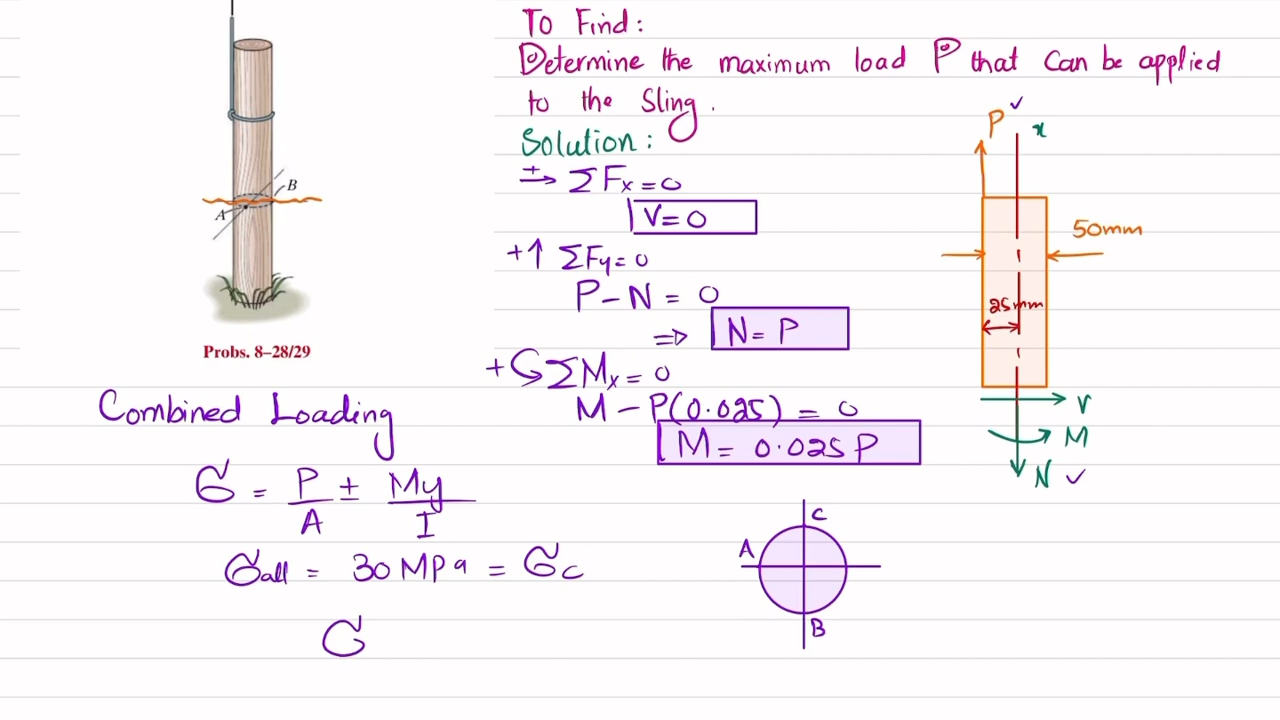 To Find:
Determine the maximum load P that can be applied
to the Sling.
Solution:
+→ ΣFx = 0
V = 0
+↑ ΣFy = 0
P - N = 0
⇒ N = P
+↺ ΣMx = 0
M - P(0.025) = 0
M = 0.025 P
B
A
Probs. 8–28/29
Combined Loading
σ = P/A ± My/I
σall = 30 MPa = σc
σ
P ✓
x
50mm
25mm
V
M
N ✓
C
A
B